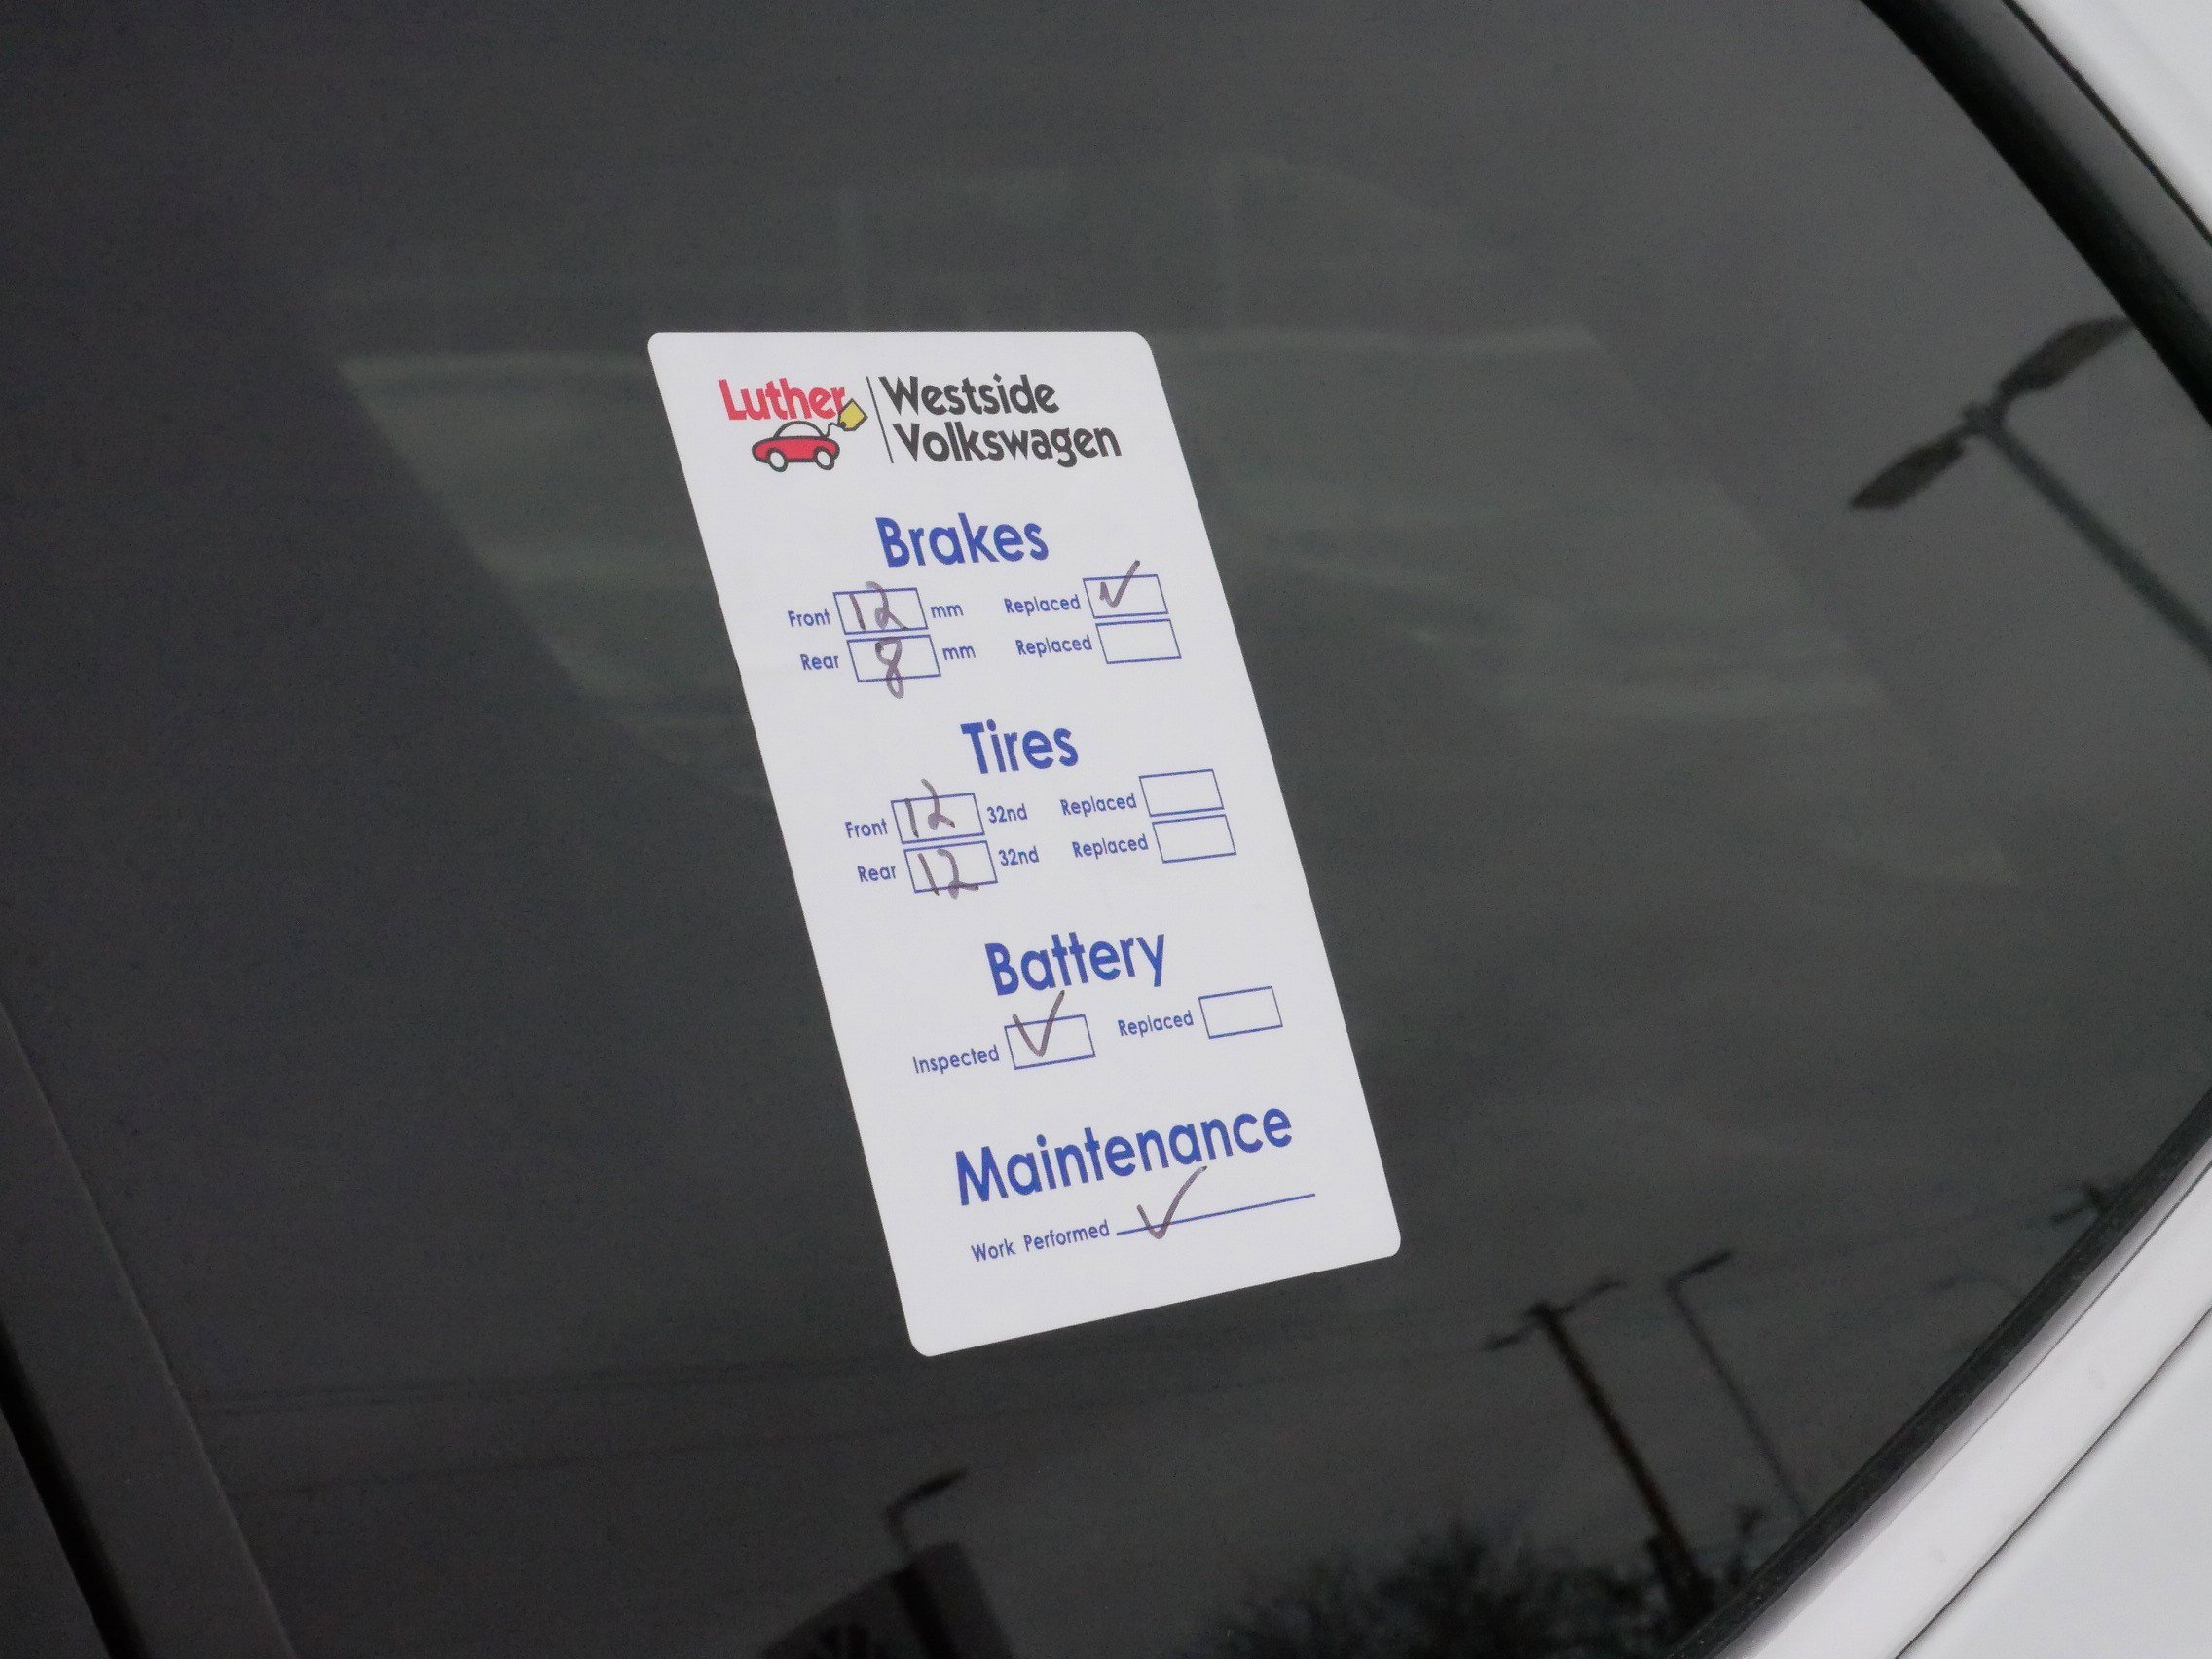 Luther Westside
Volkswagen
Brakes
Front 12 mm Replaced ✓
Rear 8 mm Replaced
Tires
Front 12 32nd Replaced
Rear 12 32nd Replaced
Battery
Inspected ✓ Replaced
Maintenance
Work Performed ✓